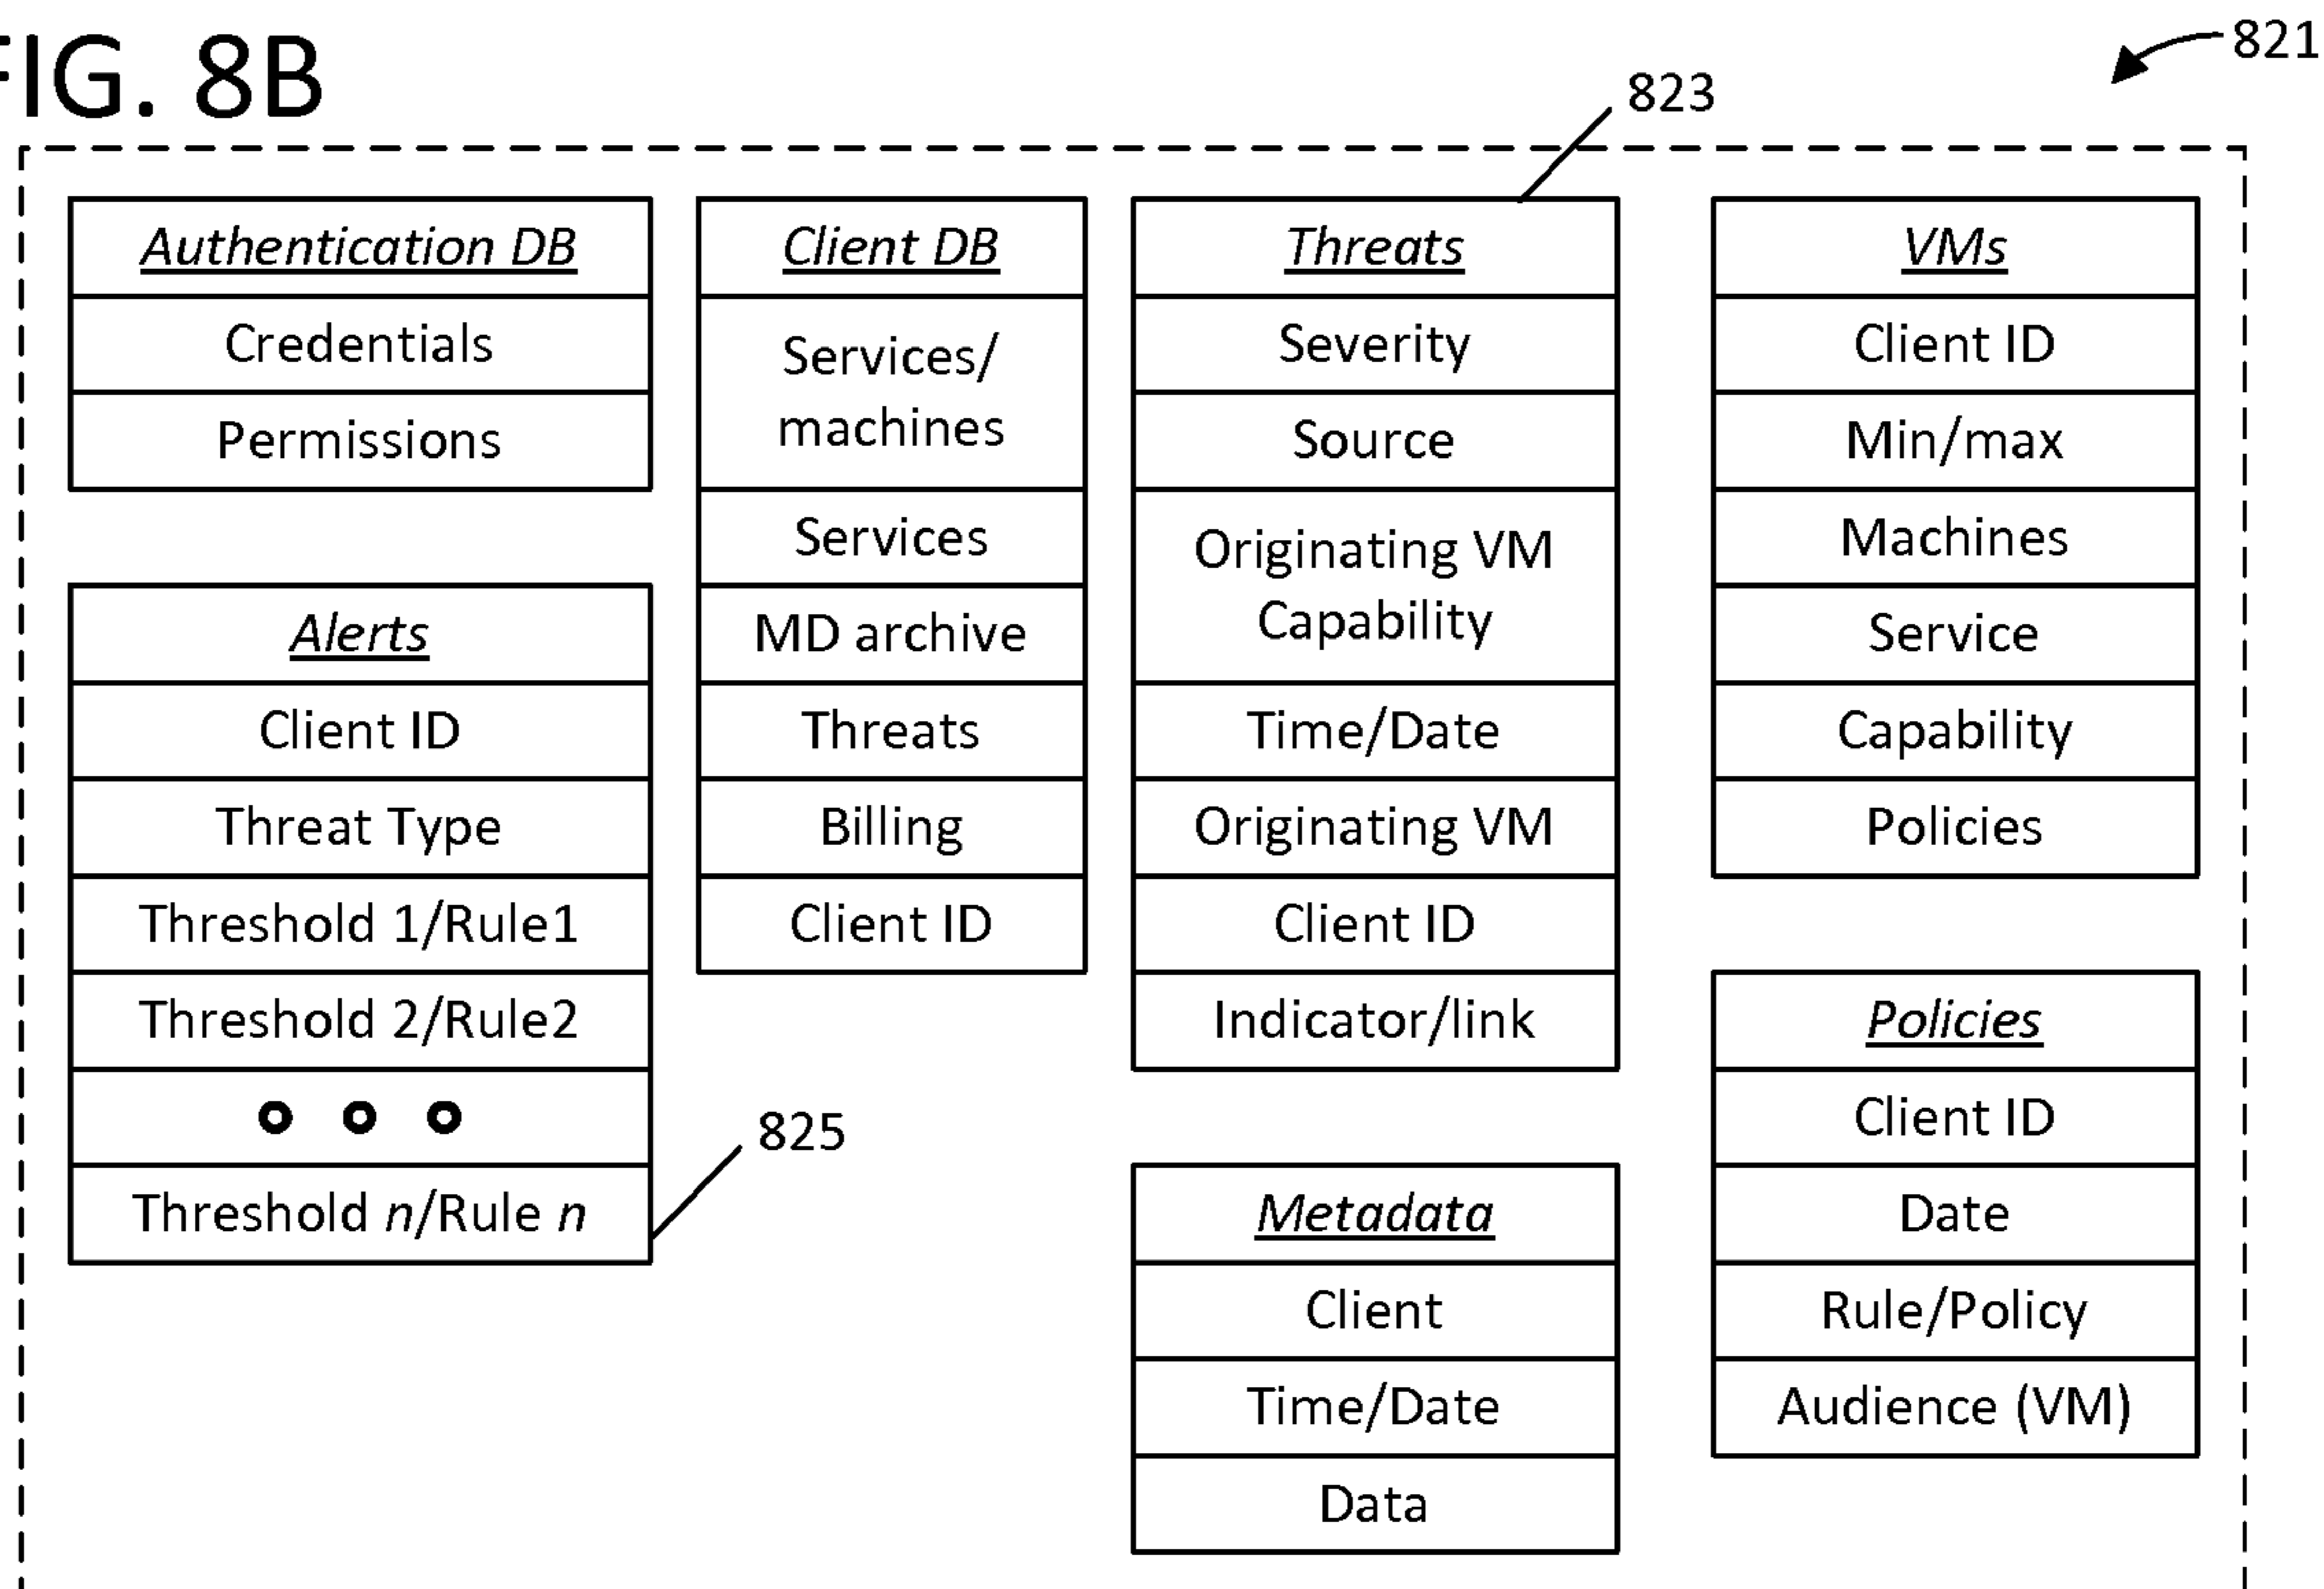 FIG. 8B
821
823
Authentication DB
Credentials
Permissions
Alerts
Client ID
Threat Type
Threshold 1/Rule1
Threshold 2/Rule2
Threshold n/Rule n
825
Client DB
Services/
machines
Services
MD archive
Threats
Billing
Client ID
Threats
Severity
Source
Originating VM
Capability
Time/Date
Originating VM
Client ID
Indicator/link
Metadata
Client
Time/Date
Data
VMs
Client ID
Min/max
Machines
Service
Capability
Policies
Policies
Client ID
Date
Rule/Policy
Audience (VM)